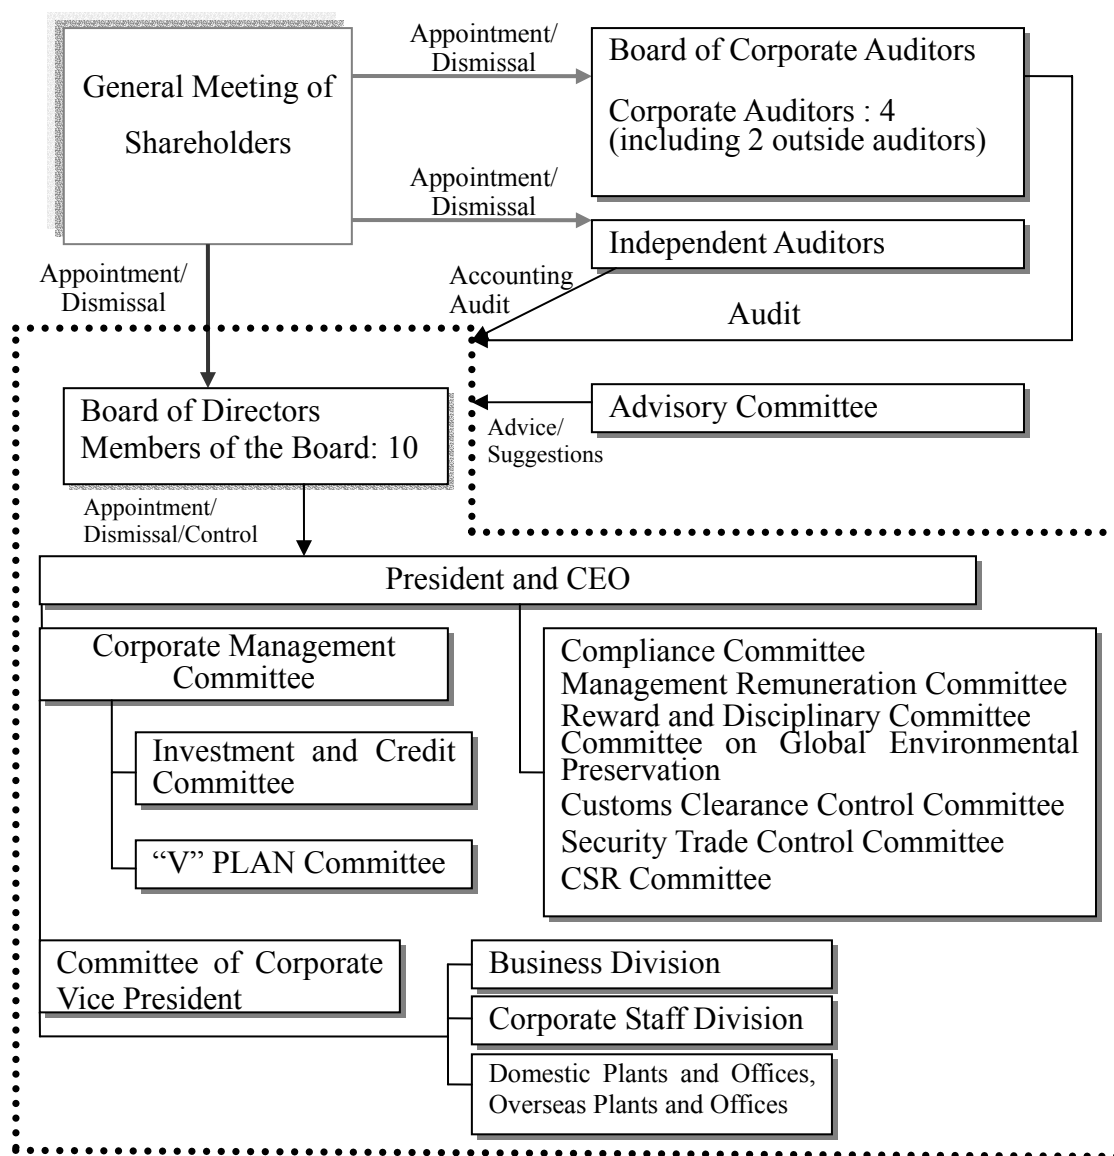 General Meeting of
Shareholders
Appointment/
Dismissal
Board of Corporate Auditors
Corporate Auditors : 4
(including 2 outside auditors)
Appointment/
Dismissal
Independent Auditors
Appointment/
Dismissal
Accounting
Audit
Audit
Board of Directors
Members of the Board: 10
Advisory Committee
Advice/
Suggestions
Appointment/
Dismissal/Control
President and CEO
Corporate Management
Committee
Investment and Credit
Committee
“V” PLAN Committee
Compliance Committee
Management Remuneration Committee
Reward and Disciplinary Committee
Committee on Global Environmental
Preservation
Customs Clearance Control Committee
Security Trade Control Committee
CSR Committee
Committee of Corporate
Vice President
Business Division
Corporate Staff Division
Domestic Plants and Offices,
Overseas Plants and Offices